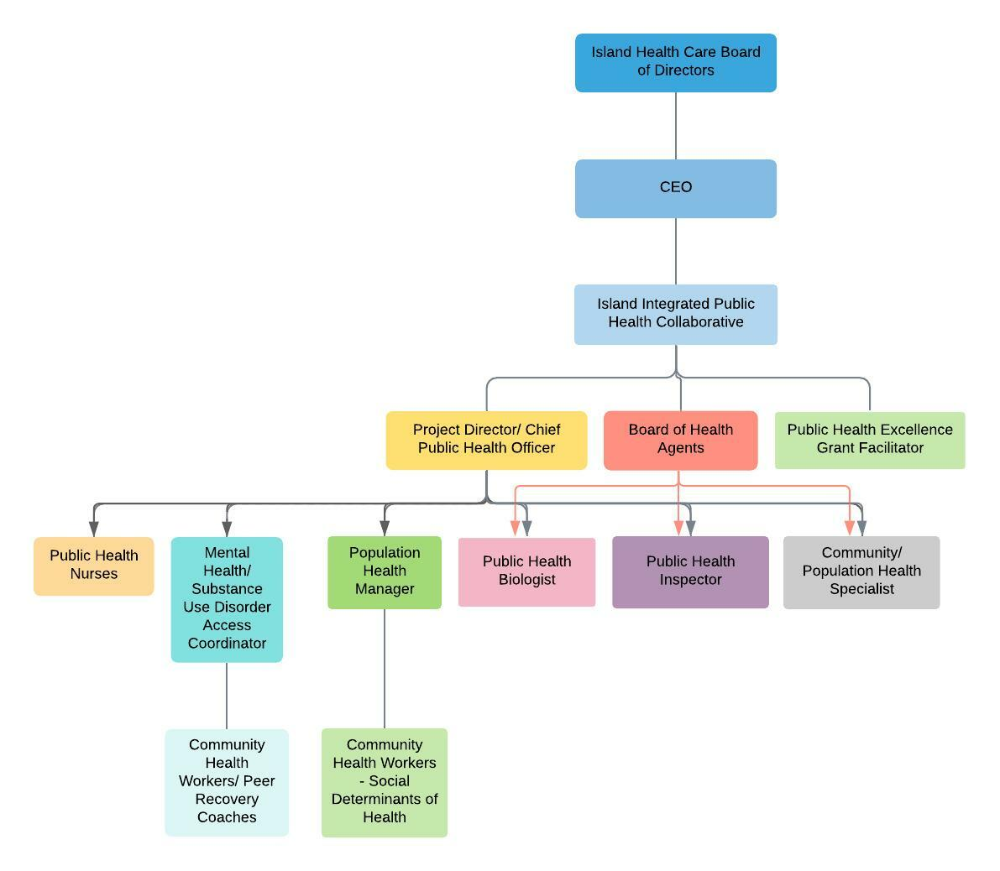 Island Health Care Board
of Directors
CEO
Island Integrated Public
Health Collaborative
Project Director/ Chief
Public Health Officer
Board of Health
Agents
Public Health Excellence
Grant Facilitator
Public Health
Nurses
Mental
Health/
Substance
Use Disorder
Access
Coordinator
Population
Health
Manager
Public Health
Biologist
Public Health
Inspector
Community/
Population Health
Specialist
Community
Health
Workers/ Peer
Recovery
Coaches
Community
Health Workers
- Social
Determinants of
Health